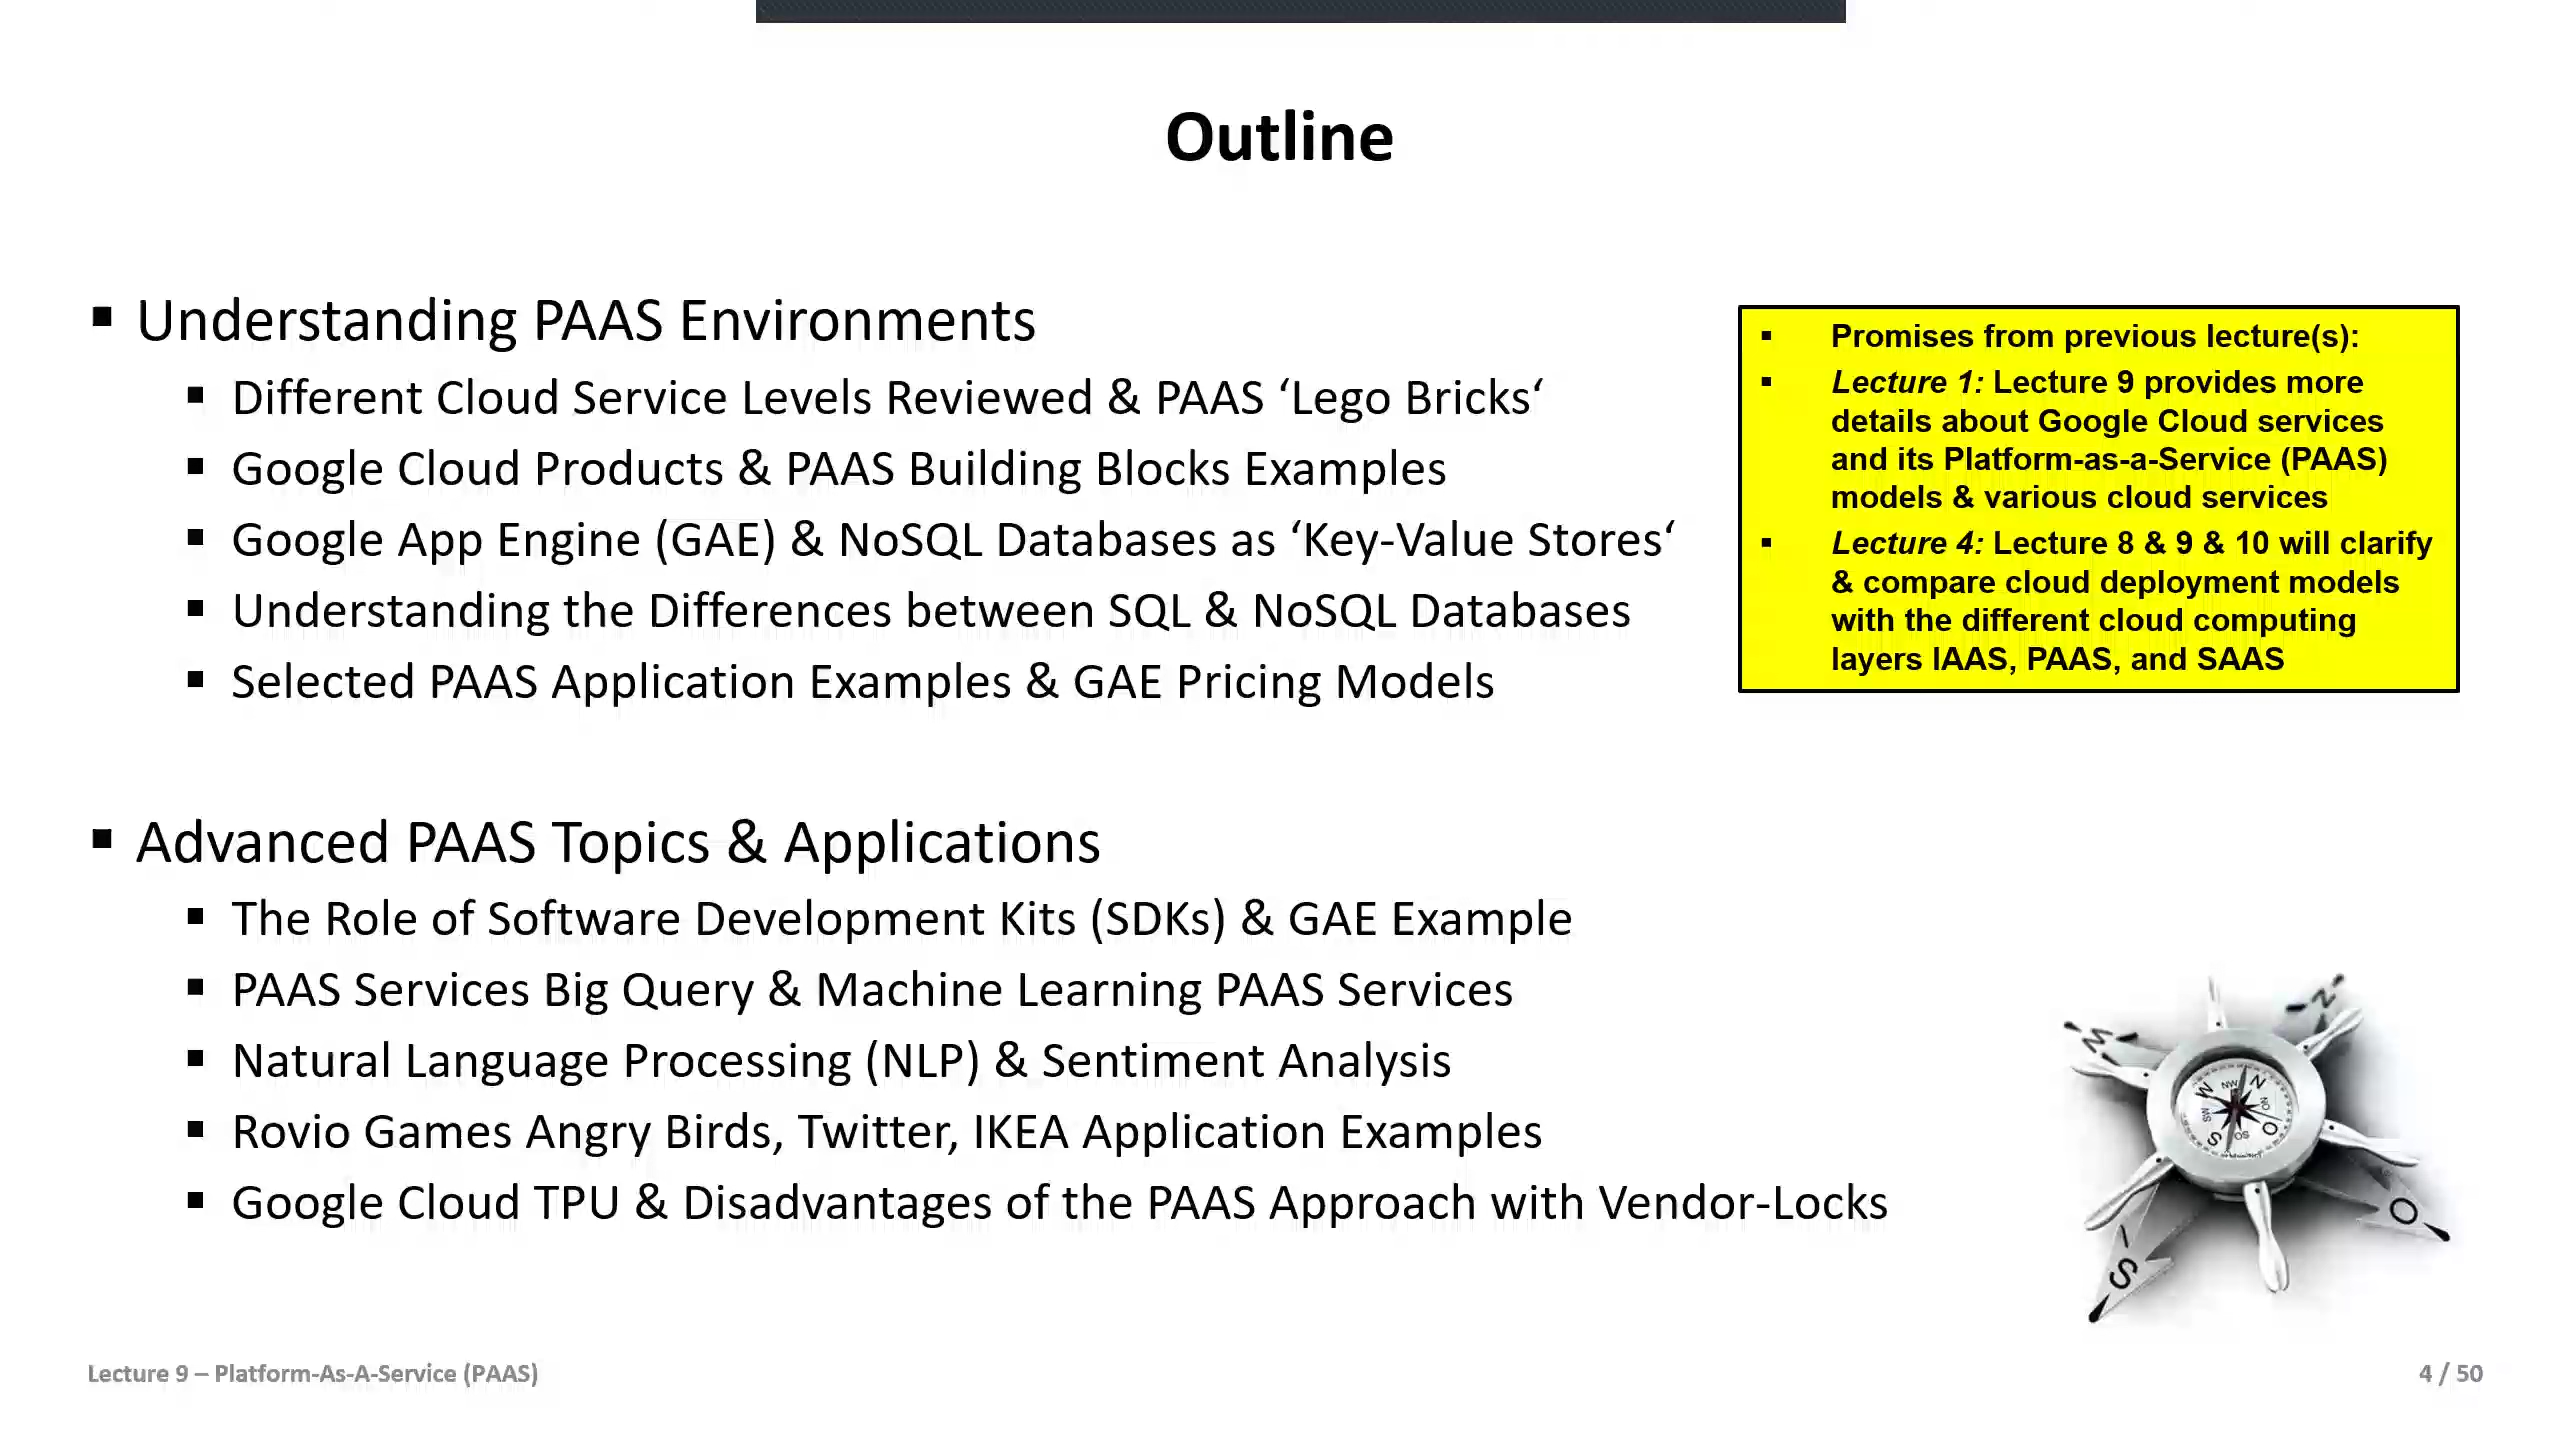 Outline
▪ Understanding PAAS Environments
▪ Different Cloud Service Levels Reviewed & PAAS ‘Lego Bricks‘
▪ Google Cloud Products & PAAS Building Blocks Examples
▪ Google App Engine (GAE) & NoSQL Databases as ‘Key-Value Stores‘
▪ Understanding the Differences between SQL & NoSQL Databases
▪ Selected PAAS Application Examples & GAE Pricing Models
▪ Promises from previous lecture(s):
▪ Lecture 1: Lecture 9 provides more
details about Google Cloud services
and its Platform-as-a-Service (PAAS)
models & various cloud services
▪ Lecture 4: Lecture 8 & 9 & 10 will clarify
& compare cloud deployment models
with the different cloud computing
layers IAAS, PAAS, and SAAS
▪ Advanced PAAS Topics & Applications
▪ The Role of Software Development Kits (SDKs) & GAE Example
▪ PAAS Services Big Query & Machine Learning PAAS Services
▪ Natural Language Processing (NLP) & Sentiment Analysis
▪ Rovio Games Angry Birds, Twitter, IKEA Application Examples
▪ Google Cloud TPU & Disadvantages of the PAAS Approach with Vendor-Locks
W
N
O
S
NW
N
NO
O
SO
S
SW
W
Lecture 9 – Platform-As-A-Service (PAAS)
4 / 50